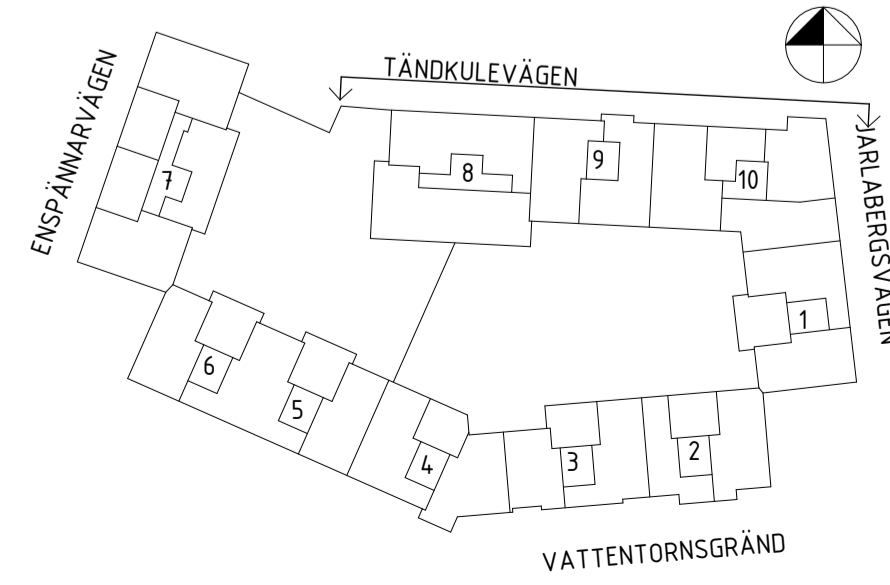 TÄNDKULEVÄGEN
ENSPÄNNARVÄGEN
JARLABERGSVÄGEN
7
8
9
10
1
6
5
4
3
2
VATTENTORNSGRÄND